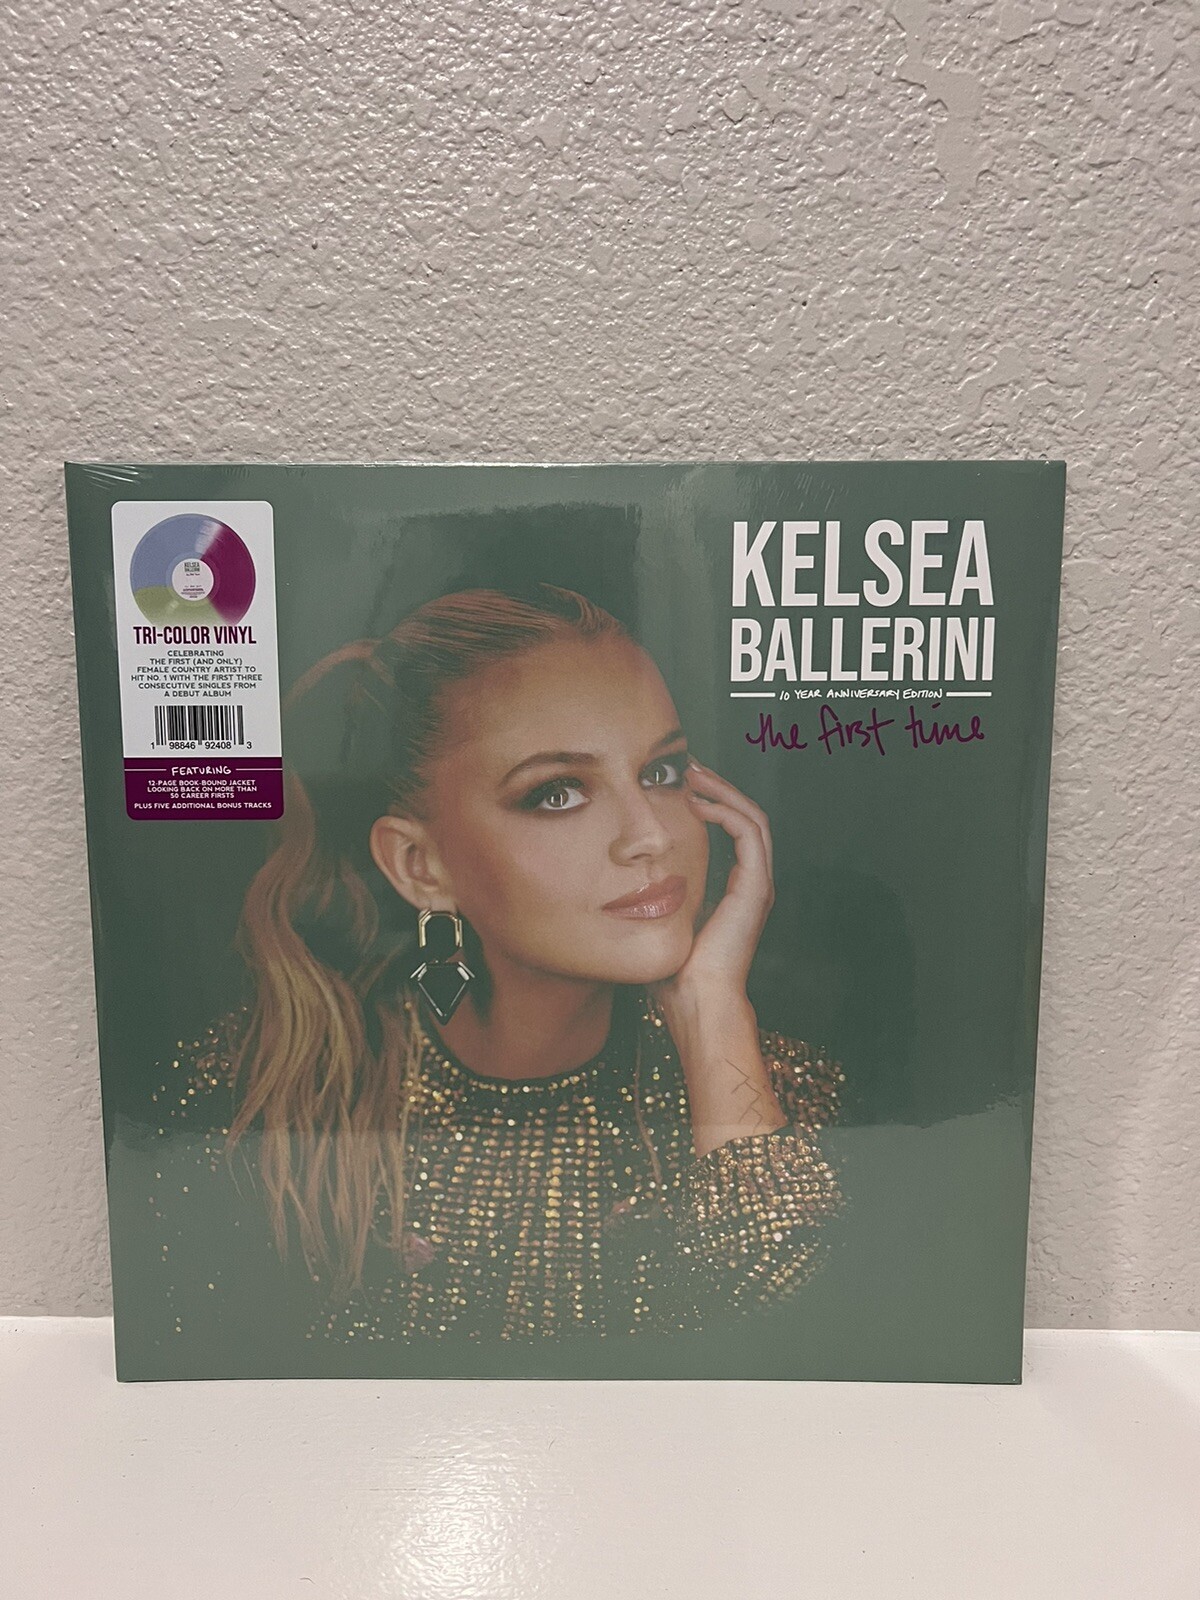 KELSEA
BALLERINI
TRI-COLOR VINYL
CELEBRATING
THE FIRST (AND ONLY)
FEMALE COUNTRY ARTIST TO
HIT NO. 1 WITH THE FIRST THREE
CONSECUTIVE SINGLES FROM
A DEBUT ALBUM
1 98846 92408 3
FEATURING
12-PAGE BOOK-BOUND JACKET
LOOKING BACK ON MORE THAN
50 CAREER FIRSTS
PLUS FIVE ADDITIONAL BONUS TRACKS
KELSEA
BALLERINI
10 YEAR ANNIVERSARY EDITION
the first time